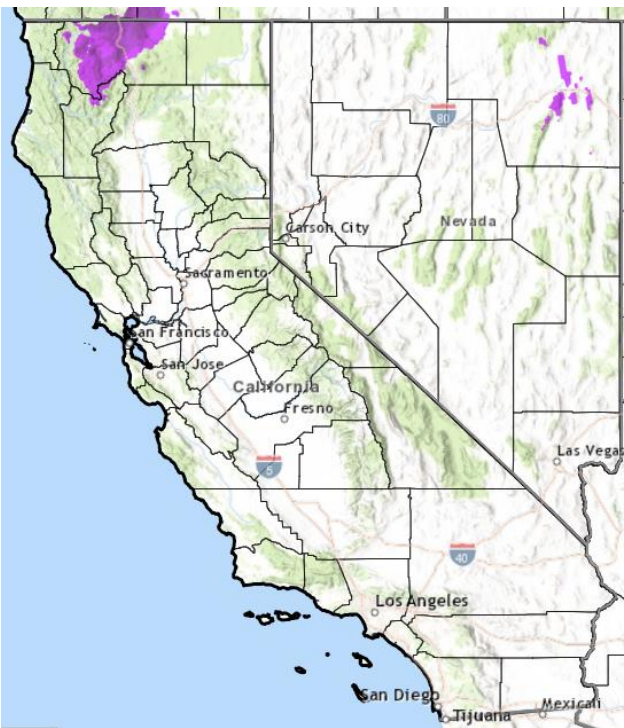 80
Carson City
Nevada
Sacramento
San Francisco
San Jose
California
Fresno
5
Las Vegas
40
Los Angeles
San Diego
Tijuana
Mexicali